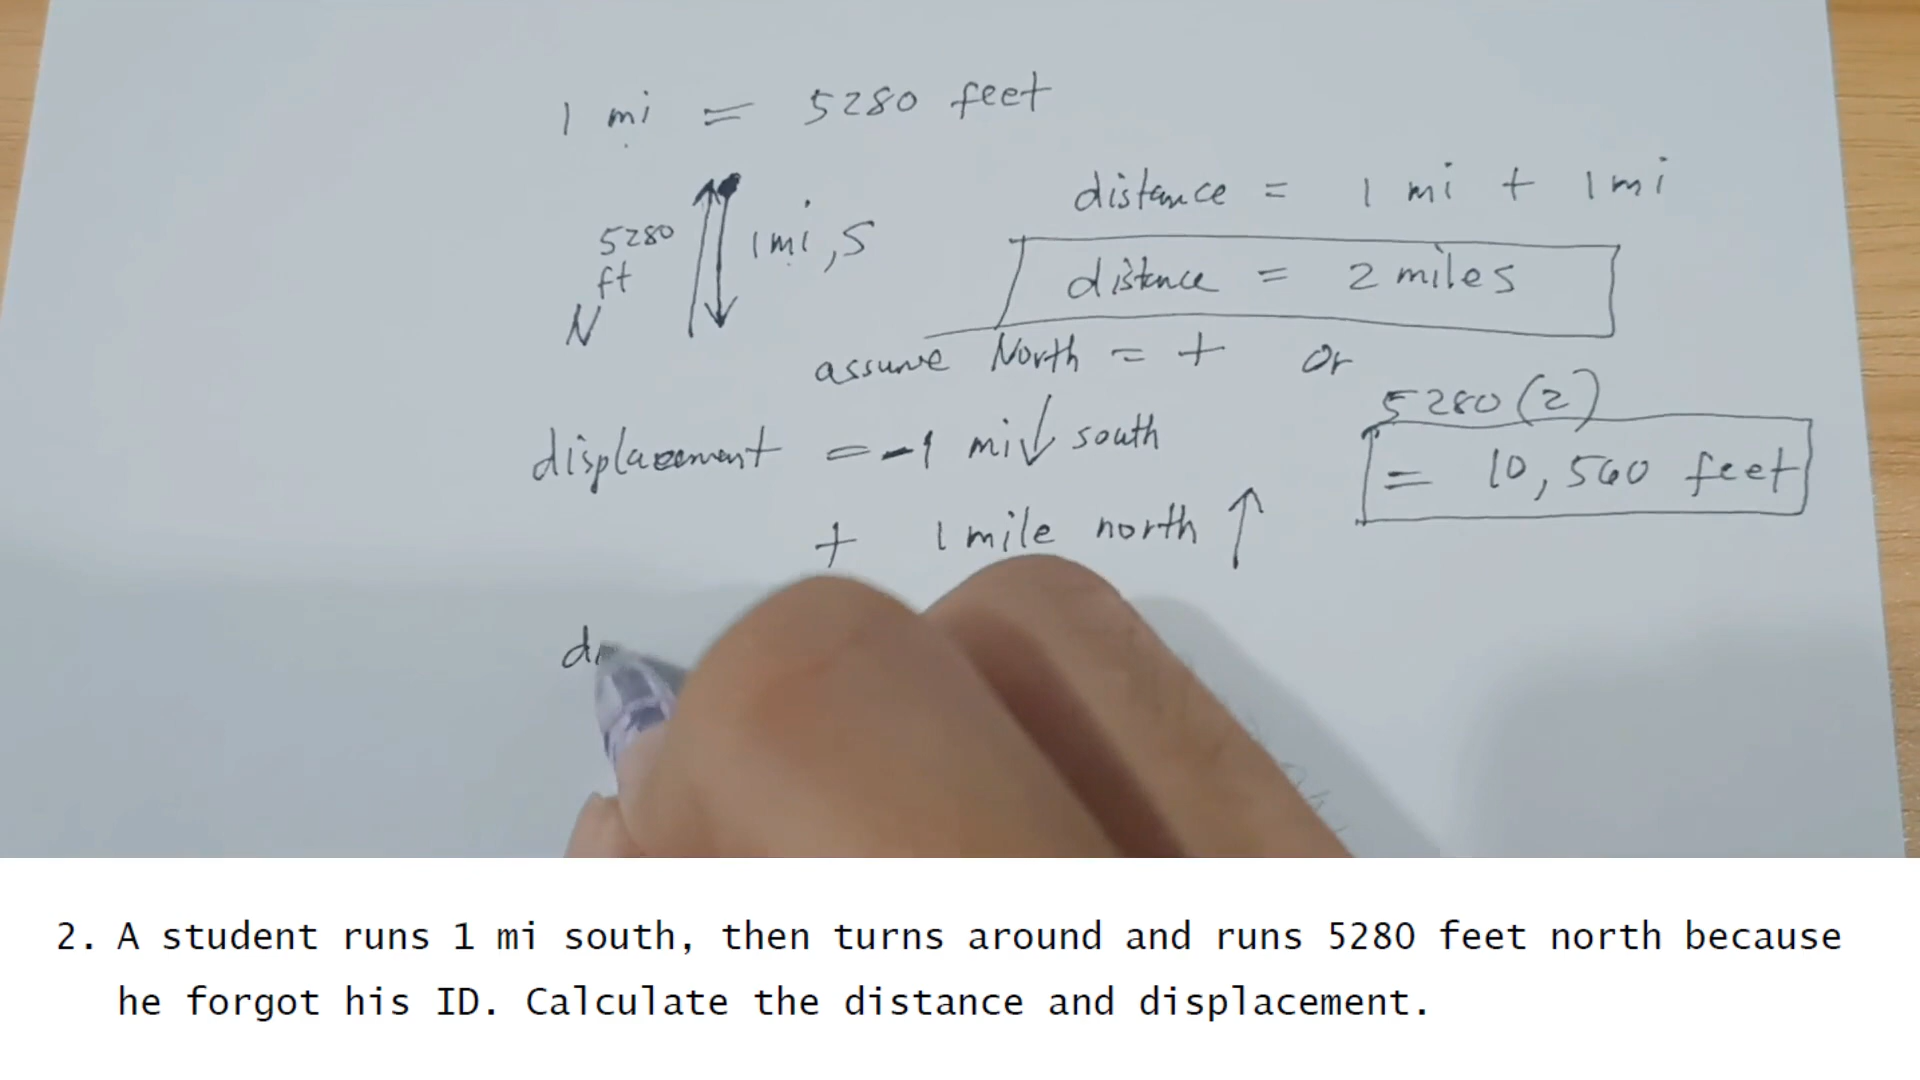 1 mi = 5280 feet
5280
ft
N
1mi, S
distance = 1 mi + 1mi
distance = 2 miles
assume North = + or
5280(2)
= 10,560 feet
displacement = -1 mi ↓ south
+ 1 mile north ↑
di
2. A student runs 1 mi south, then turns around and runs 5280 feet north because
he forgot his ID. Calculate the distance and displacement.